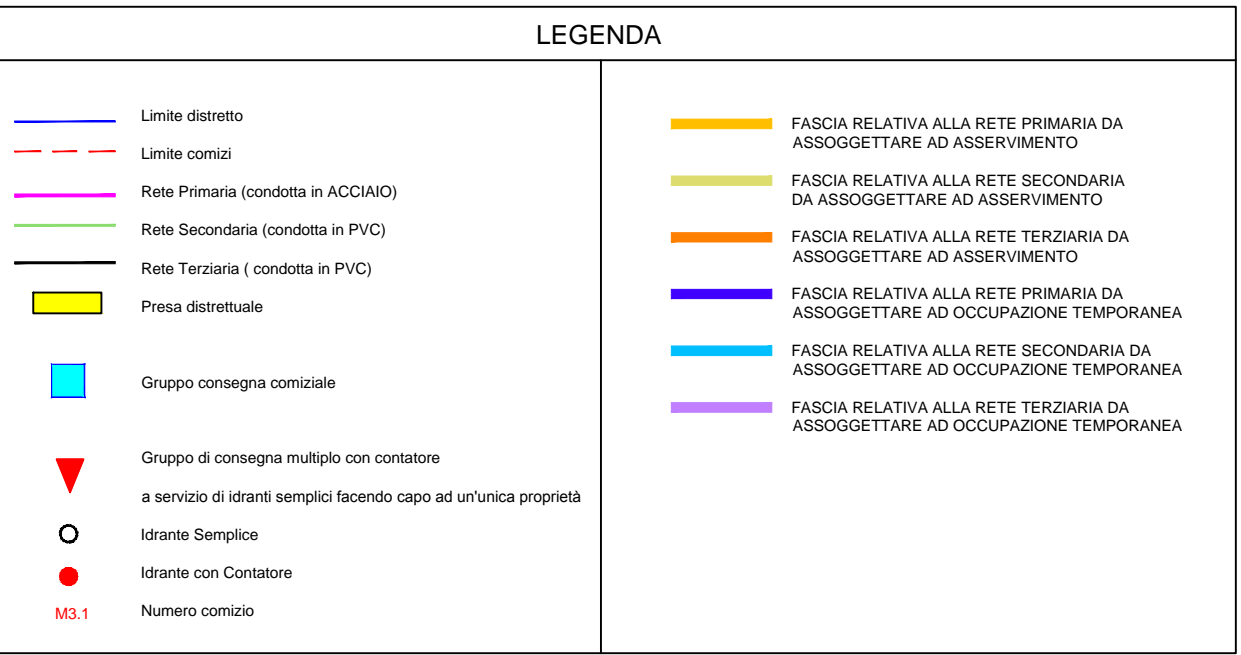 LEGENDA
Limite distretto
Limite comizi
Rete Primaria (condotta in ACCIAIO)
Rete Secondaria (condotta in PVC)
Rete Terziaria ( condotta in PVC)
Presa distrettuale
Gruppo consegna comiziale
Gruppo di consegna multiplo con contatore
a servizio di idranti semplici facendo capo ad un'unica proprietà
Idrante Semplice
Idrante con Contatore
M3.1 Numero comizio
FASCIA RELATIVA ALLA RETE PRIMARIA DA
ASSOGGETTARE AD ASSERVIMENTO
FASCIA RELATIVA ALLA RETE SECONDARIA
DA ASSOGGETTARE AD ASSERVIMENTO
FASCIA RELATIVA ALLA RETE TERZIARIA DA
ASSOGGETTARE AD ASSERVIMENTO
FASCIA RELATIVA ALLA RETE PRIMARIA DA
ASSOGGETTARE AD OCCUPAZIONE TEMPORANEA
FASCIA RELATIVA ALLA RETE SECONDARIA DA
ASSOGGETTARE AD OCCUPAZIONE TEMPORANEA
FASCIA RELATIVA ALLA RETE TERZIARIA DA
ASSOGGETTARE AD OCCUPAZIONE TEMPORANEA